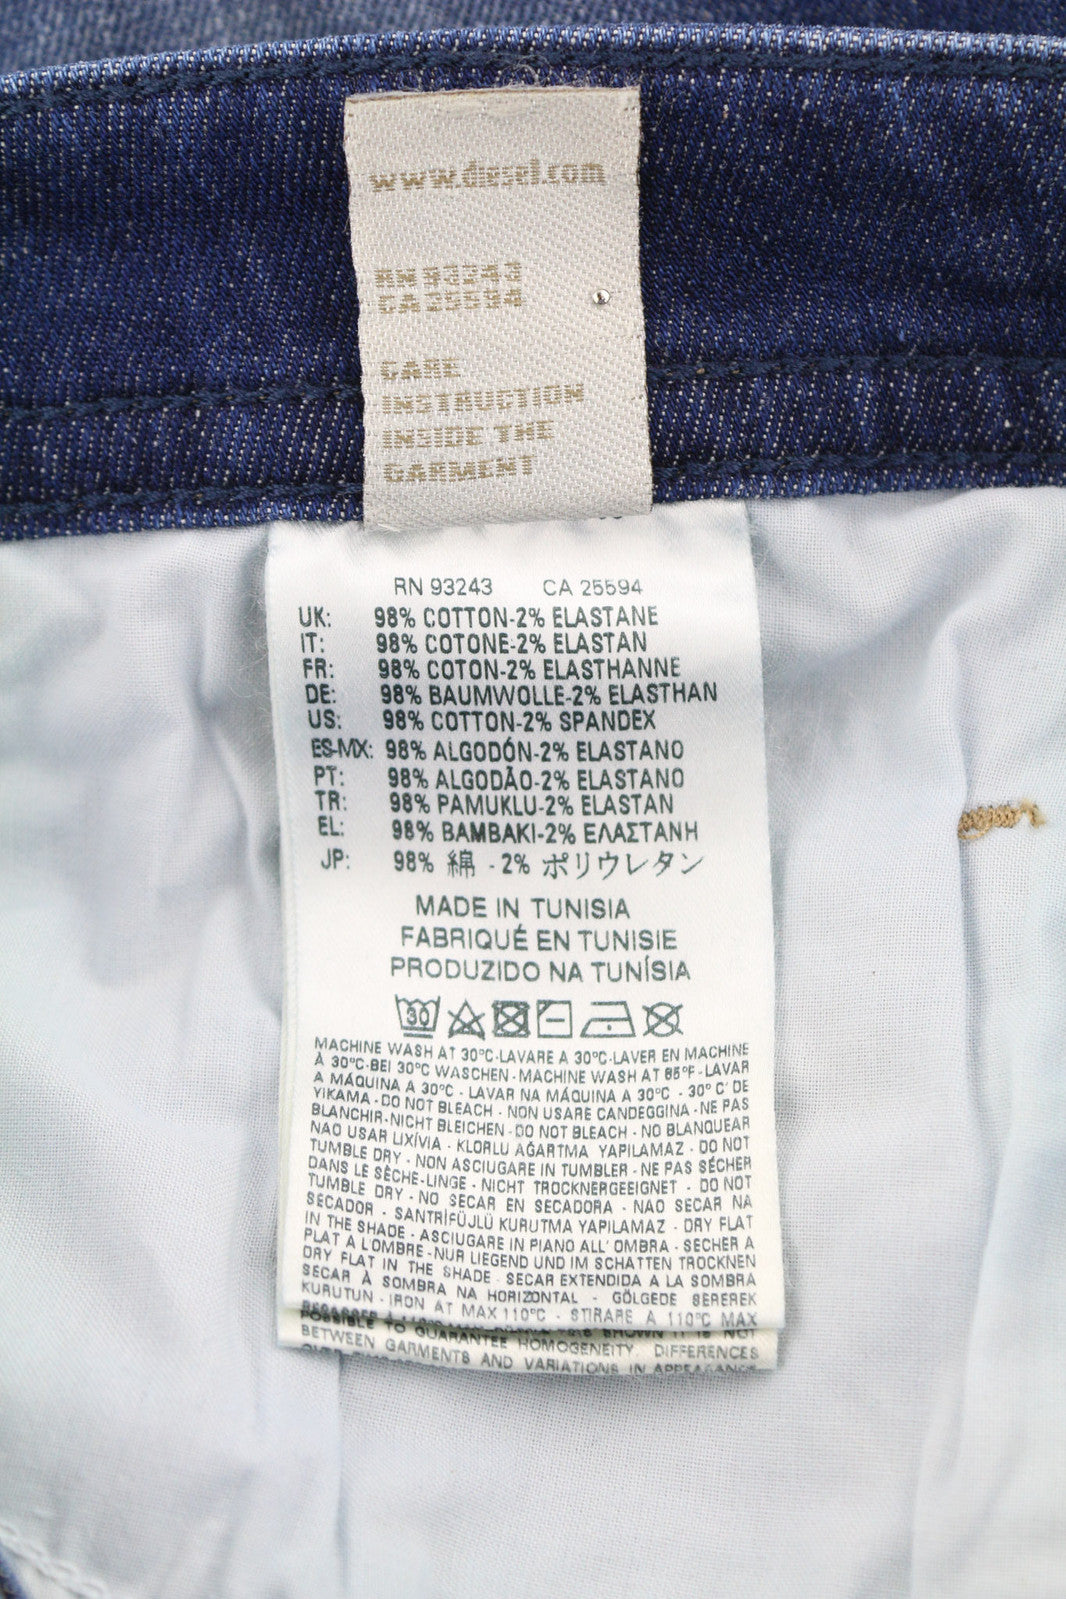 www.diesel.com
RN 93243
CA 25594
CARE
INSTRUCTION
INSIDE THE
GARMENT
RN 93243 CA 25594
UK: 98% COTTON-2% ELASTANE
IT: 98% COTONE-2% ELASTAN
FR: 98% COTON-2% ELASTHANNE
DE: 98% BAUMWOLLE-2% ELASTHAN
US: 98% COTTON-2% SPANDEX
ES-MX: 98% ALGODÓN-2% ELASTANO
PT: 98% ALGODÃO-2% ELASTANO
TR: 98% PAMUKLU-2% ELASTAN
EL: 98% BAMBAKI-2% ΕΛΑΣΤΑΝΗ
JP: 98% 綿 - 2% ポリウレタン
MADE IN TUNISIA
FABRIQUÉ EN TUNISIE
PRODUZIDO NA TUNÍSIA
30
MACHINE WASH AT 30°C-LAVARE A 30°C-LAVER EN MACHINE
À 30°C-BEI 30°C WASCHEN - MACHINE WASH AT 85°F - LAVAR
A MÁQUINA A 30°C - LAVAR NA MÁQUINA A 30°C - 30° C' DE
YIKAMA - DO NOT BLEACH - NON USARE CANDEGGINA - NE PAS
BLANCHIR - NICHT BLEICHEN - DO NOT BLEACH - NO BLANQUEAR
NAO USAR LIXÍVIA - KLORLU AĞARTMA YAPILAMAZ - DO NOT
TUMBLE DRY - NON ASCIUGARE IN TUMBLER - NE PAS SÉCHER
DANS LE SÈCHE-LINGE - NICHT TROCKNERGEEIGNET - DO NOT
TUMBLE DRY - NO SECAR EN SECADORA - NAO SECAR NA
SECADOR - SANTRİFÜJLÜ KURUTMA YAPILAMAZ - DRY FLAT
IN THE SHADE - ASCIUGARE IN PIANO ALL' OMBRA - SECHER A
PLAT A L'OMBRE - NUR LIEGEND UND IM SCHATTEN TROCKNEN
DRY FLAT IN THE SHADE - SECAR EXTENDIDA A LA SOMBRA
SECAR À SOMBRA NA HORIZONTAL - GÖLGEDE SEREREK
KURUTUN - IRON AT MAX 110°C - STIRARE A 110°C MAX
POSSIBLE TO GUARANTEE HOMOGENEITY. DIFFERENCES
BETWEEN GARMENTS AND VARIATIONS IN APPEARANCE